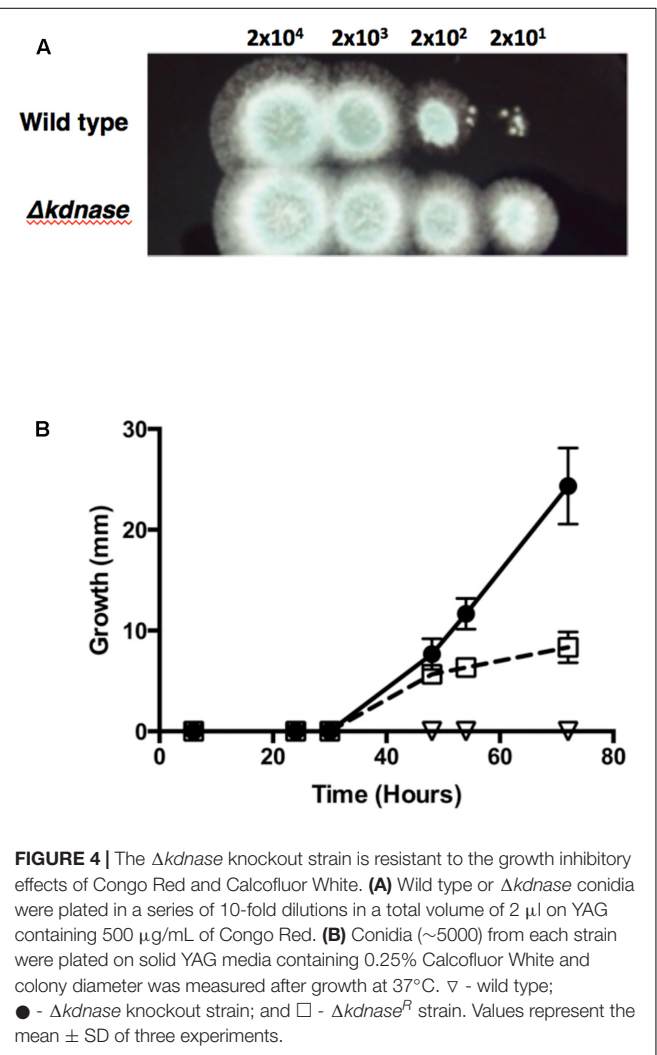 A
2x10⁴ 2x10³ 2x10² 2x10¹
Wild type
Δkdnase
B
30
20
10
0
Growth (mm)
0 20 40 60 80
Time (Hours)
FIGURE 4 | The Δkdnase knockout strain is resistant to the growth inhibitory
effects of Congo Red and Calcofluor White. (A) Wild type or Δkdnase conidia
were plated in a series of 10-fold dilutions in a total volume of 2 μl on YAG
containing 500 μg/mL of Congo Red. (B) Conidia (∼5000) from each strain
were plated on solid YAG media containing 0.25% Calcofluor White and
colony diameter was measured after growth at 37°C. ▿ - wild type;
● - Δkdnase knockout strain; and □ - Δkdnaseᴿ strain. Values represent the
mean ± SD of three experiments.